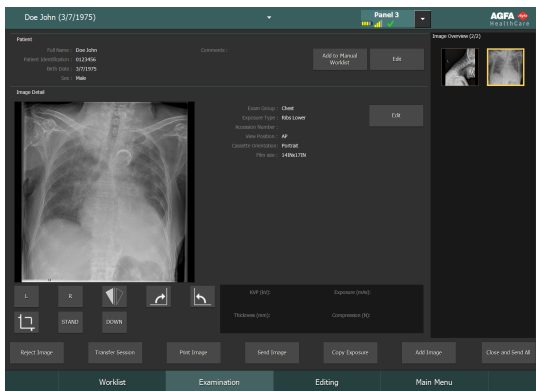 Doe John (3/7/1975)
Panel 3
AGFA
HealthCare
Patient
Full Name : Doe John
Patient Identification : 0123456
Birth Date : 3/7/1975
Sex : Male
Comments :
Add to Manual
Worklist
Edit
Image Overview (2/2)
Image Detail
Exam Group : Chest
Exposure Type : Ribs Lower
Accession Number :
View Position : AP
Cassette Orientation : Portrait
Film size : 14INx17IN
Edit
L
R
STAND
DOWN
KVP (kV):
Exposure (mAs):
Thickness (mm):
Compression (N):
Reject Image
Transfer Session
Print Image
Send Image
Copy Exposure
Add Image
Close and Send All
Worklist
Examination
Editing
Main Menu